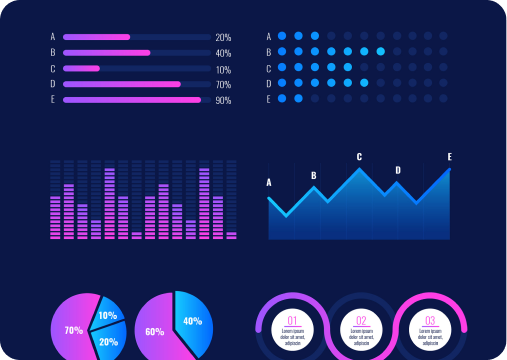 A 20%
B 40%
C 10%
D 70%
E 90%
A
B
C
D
E
A
B
C
D
E
70%
10%
20%
60%
40%
01
Lorem ipsum
dolor sit amet,
adipiscin
02
Lorem ipsum
dolor sit amet,
adipiscin
03
Lorem ipsum
dolor sit amet,
adipiscin